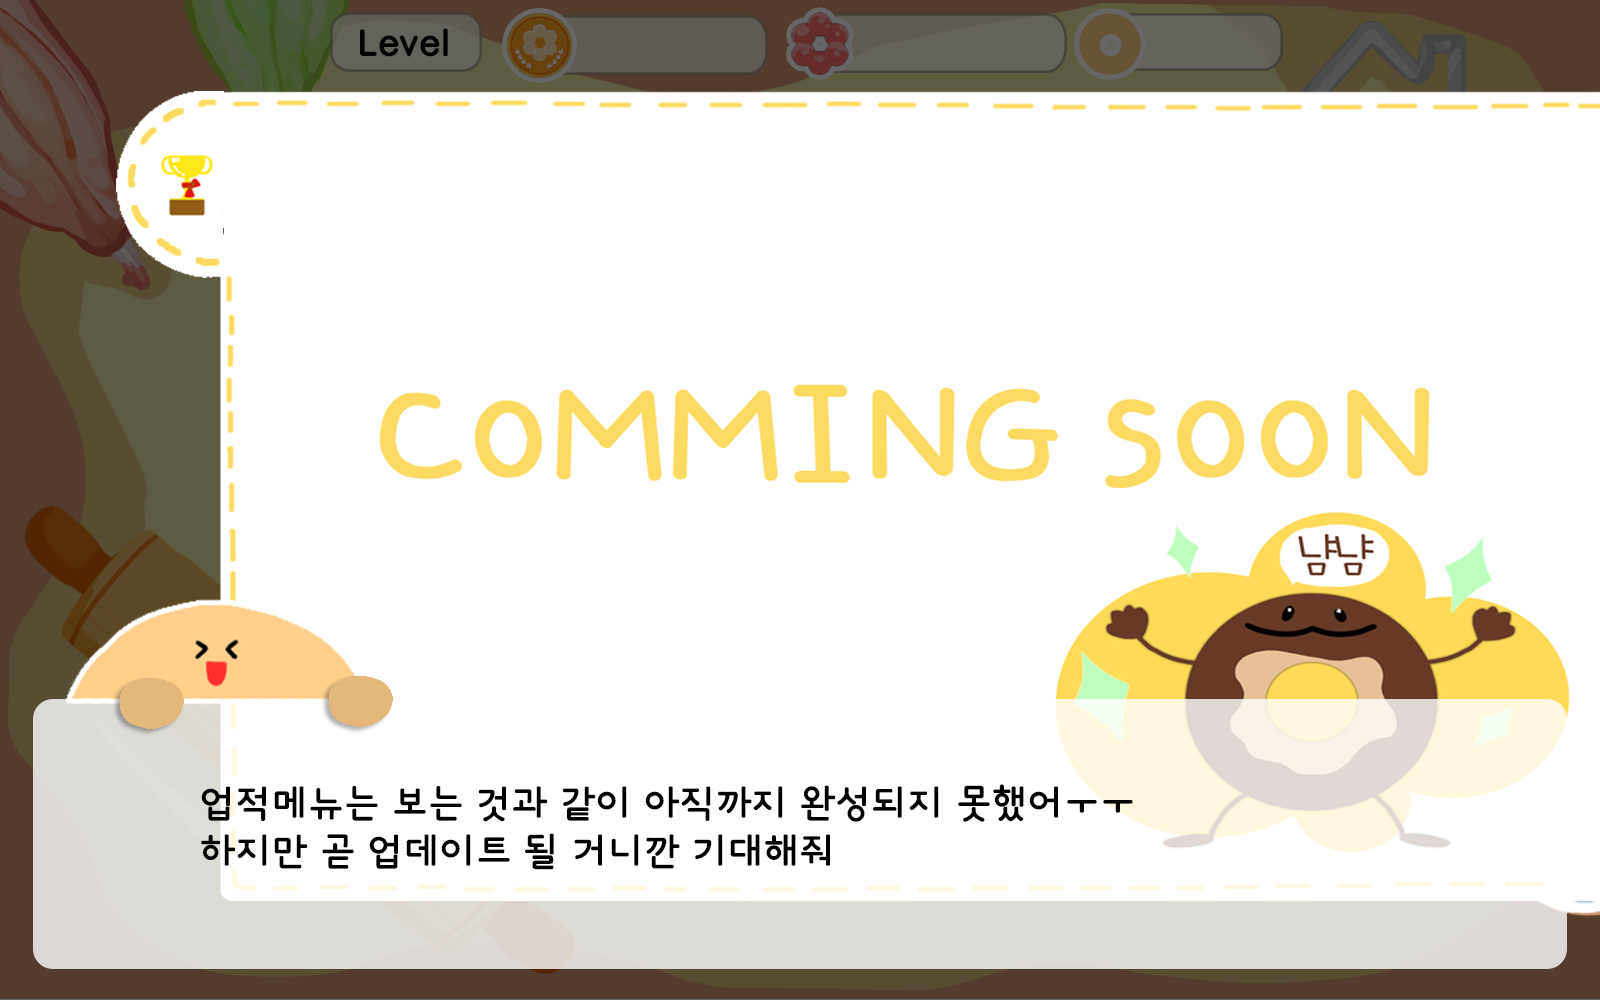 Level
COMMING SOON
냠냠
업적메뉴는 보는 것과 같이 아직까지 완성되지 못했어ㅜㅜ
하지만 곧 업데이트 될 거니깐 기대해줘